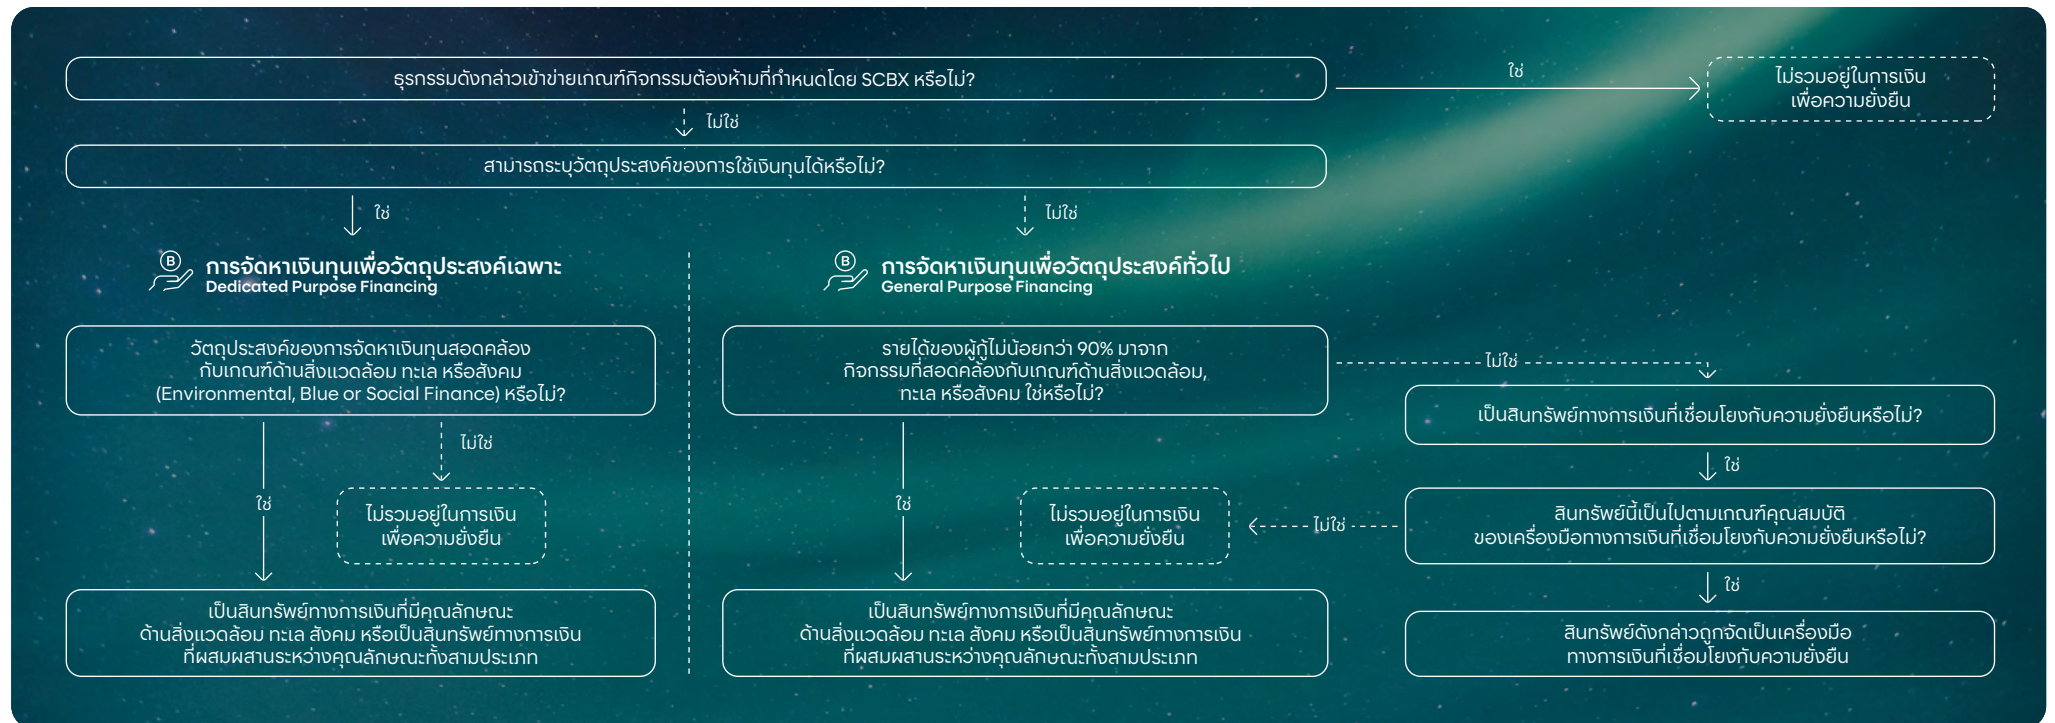 ธุรกรรมดังกล่าวเข้าข่ายเกณฑ์กิจกรรมต้องห้ามที่กำหนดโดย SCBX หรือไม่?
ใช่
ไม่รวมอยู่ในการเงิน
เพื่อความยั่งยืน
ไม่ใช่
สามารถระบุวัตถุประสงค์ของการใช้เงินทุนได้หรือไม่?
ใช่
ไม่ใช่
B
การจัดหาเงินทุนเพื่อวัตถุประสงค์เฉพาะ
Dedicated Purpose Financing
B
การจัดหาเงินทุนเพื่อวัตถุประสงค์ทั่วไป
General Purpose Financing
วัตถุประสงค์ของการจัดหาเงินทุนสอดคล้อง
กับเกณฑ์ด้านสิ่งแวดล้อม ทะเล หรือสังคม
(Environmental, Blue or Social Finance) หรือไม่?
รายได้ของผู้กู้ไม่น้อยกว่า 90% มาจาก
กิจกรรมที่สอดคล้องกับเกณฑ์ด้านสิ่งแวดล้อม,
ทะเล หรือสังคม ใช่หรือไม่?
ไม่ใช่
เป็นสินทรัพย์ทางการเงินที่เชื่อมโยงกับความยั่งยืนหรือไม่?
ไม่ใช่
ใช่
ใช่
ไม่รวมอยู่ในการเงิน
เพื่อความยั่งยืน
ใช่
ไม่รวมอยู่ในการเงิน
เพื่อความยั่งยืน
ไม่ใช่
สินทรัพย์นี้เป็นไปตามเกณฑ์คุณสมบัติ
ของเครื่องมือทางการเงินที่เชื่อมโยงกับความยั่งยืนหรือไม่?
ใช่
เป็นสินทรัพย์ทางการเงินที่มีคุณลักษณะ
ด้านสิ่งแวดล้อม ทะเล สังคม หรือเป็นสินทรัพย์ทางการเงิน
ที่ผสมผสานระหว่างคุณลักษณะทั้งสามประเภท
เป็นสินทรัพย์ทางการเงินที่มีคุณลักษณะ
ด้านสิ่งแวดล้อม ทะเล สังคม หรือเป็นสินทรัพย์ทางการเงิน
ที่ผสมผสานระหว่างคุณลักษณะทั้งสามประเภท
สินทรัพย์ดังกล่าวถูกจัดเป็นเครื่องมือ
ทางการเงินที่เชื่อมโยงกับความยั่งยืน